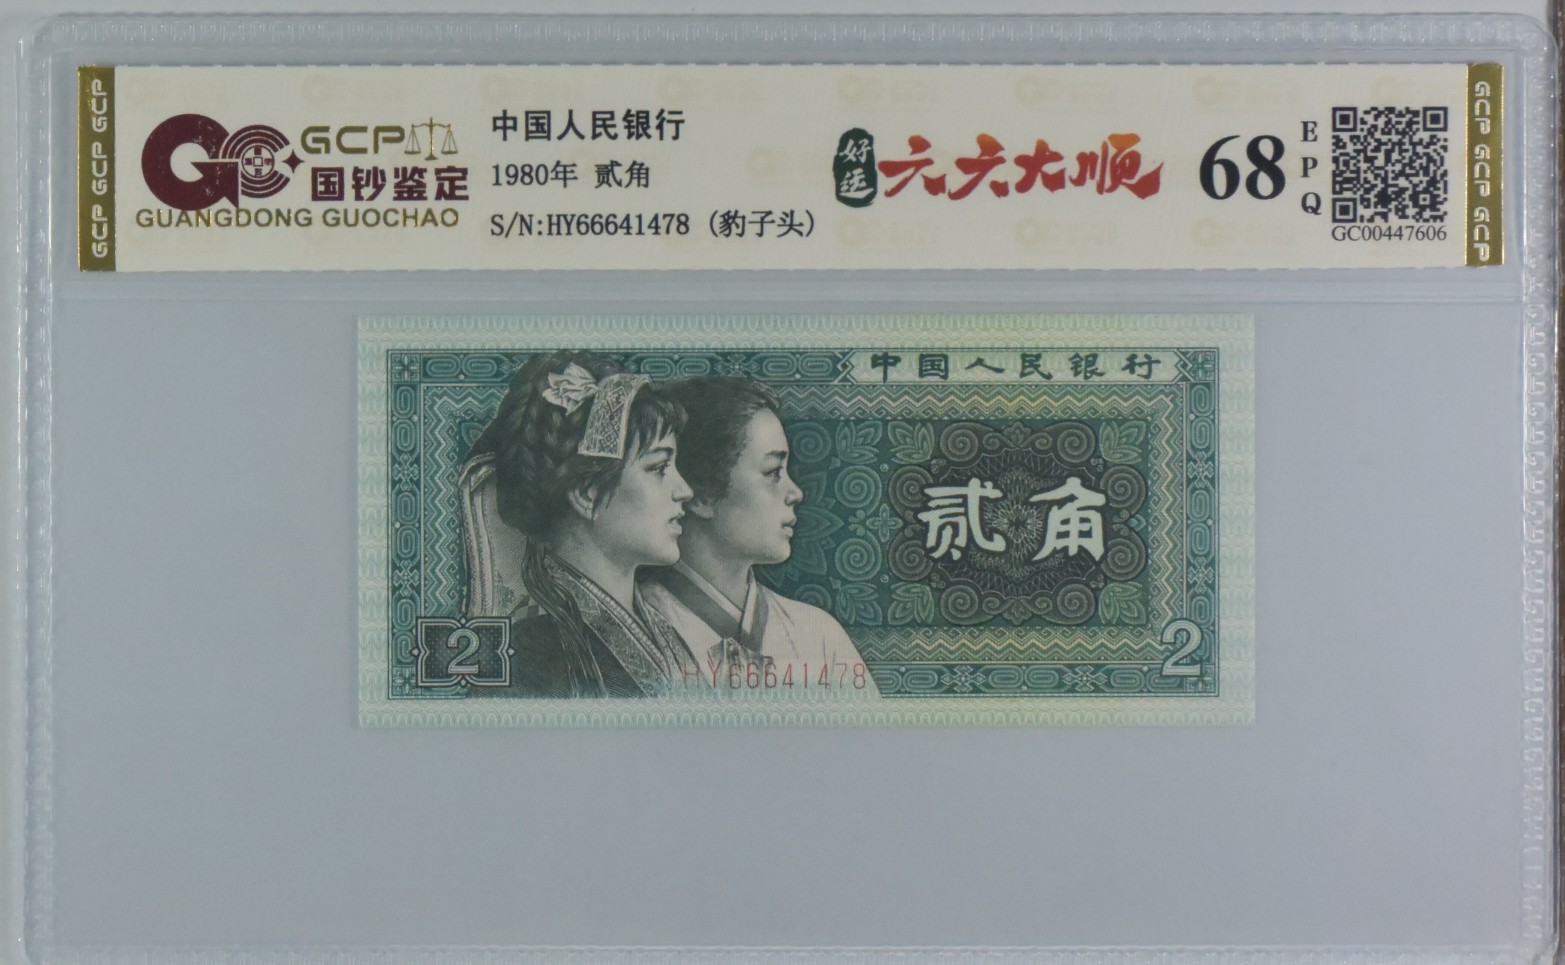 GCP GCP GCP
GCP
国钞鉴定
GUANGDONG GUOCHAO
中国人民银行
1980年 贰角
S/N:HY66641478 (豹子头)
好运
六六大顺
68
EPQ
GC00447606
GCP GCP GCP
中国人民银行
贰角
2
2
HY66641478